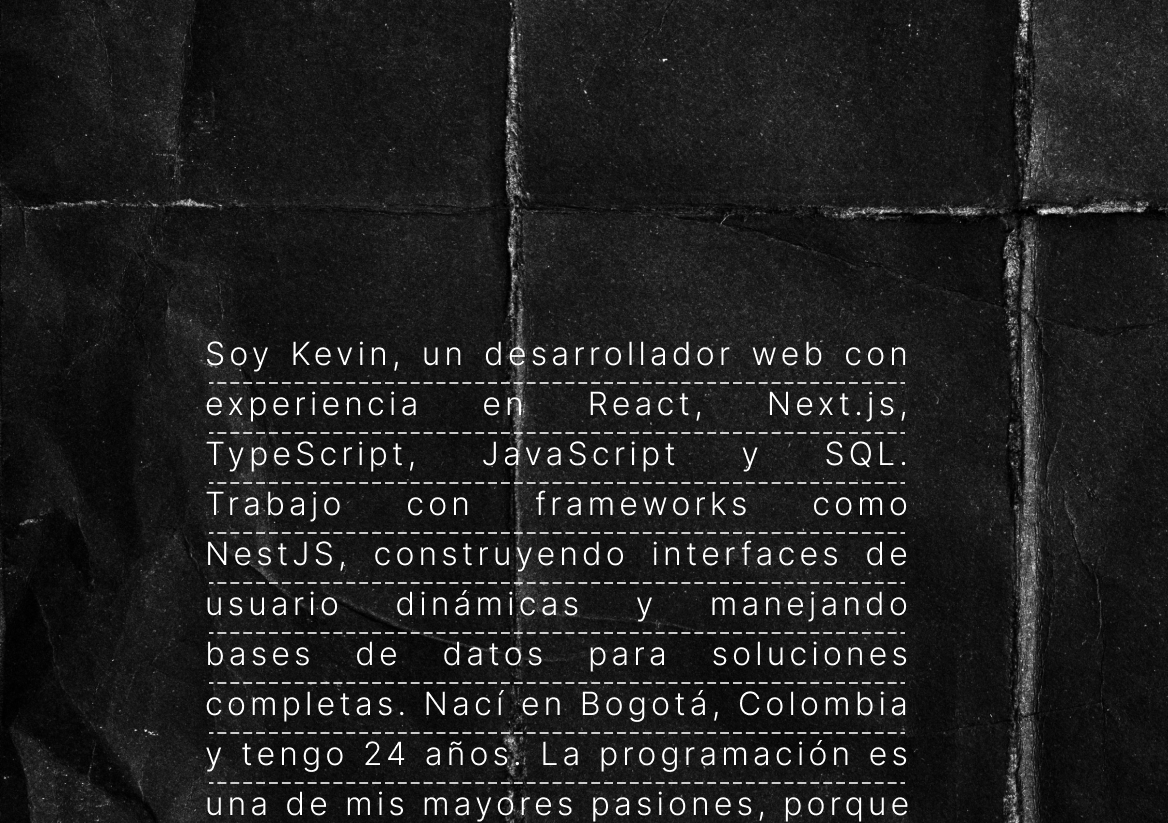 Soy Kevin, un desarrollador web con
experiencia en React, Next.js,
TypeScript, JavaScript y SQL.
Trabajo con frameworks como
NestJS, construyendo interfaces de
usuario dinámicas y manejando
bases de datos para soluciones
completas. Nací en Bogotá, Colombia
y tengo 24 años. La programación es
una de mis mayores pasiones, porque